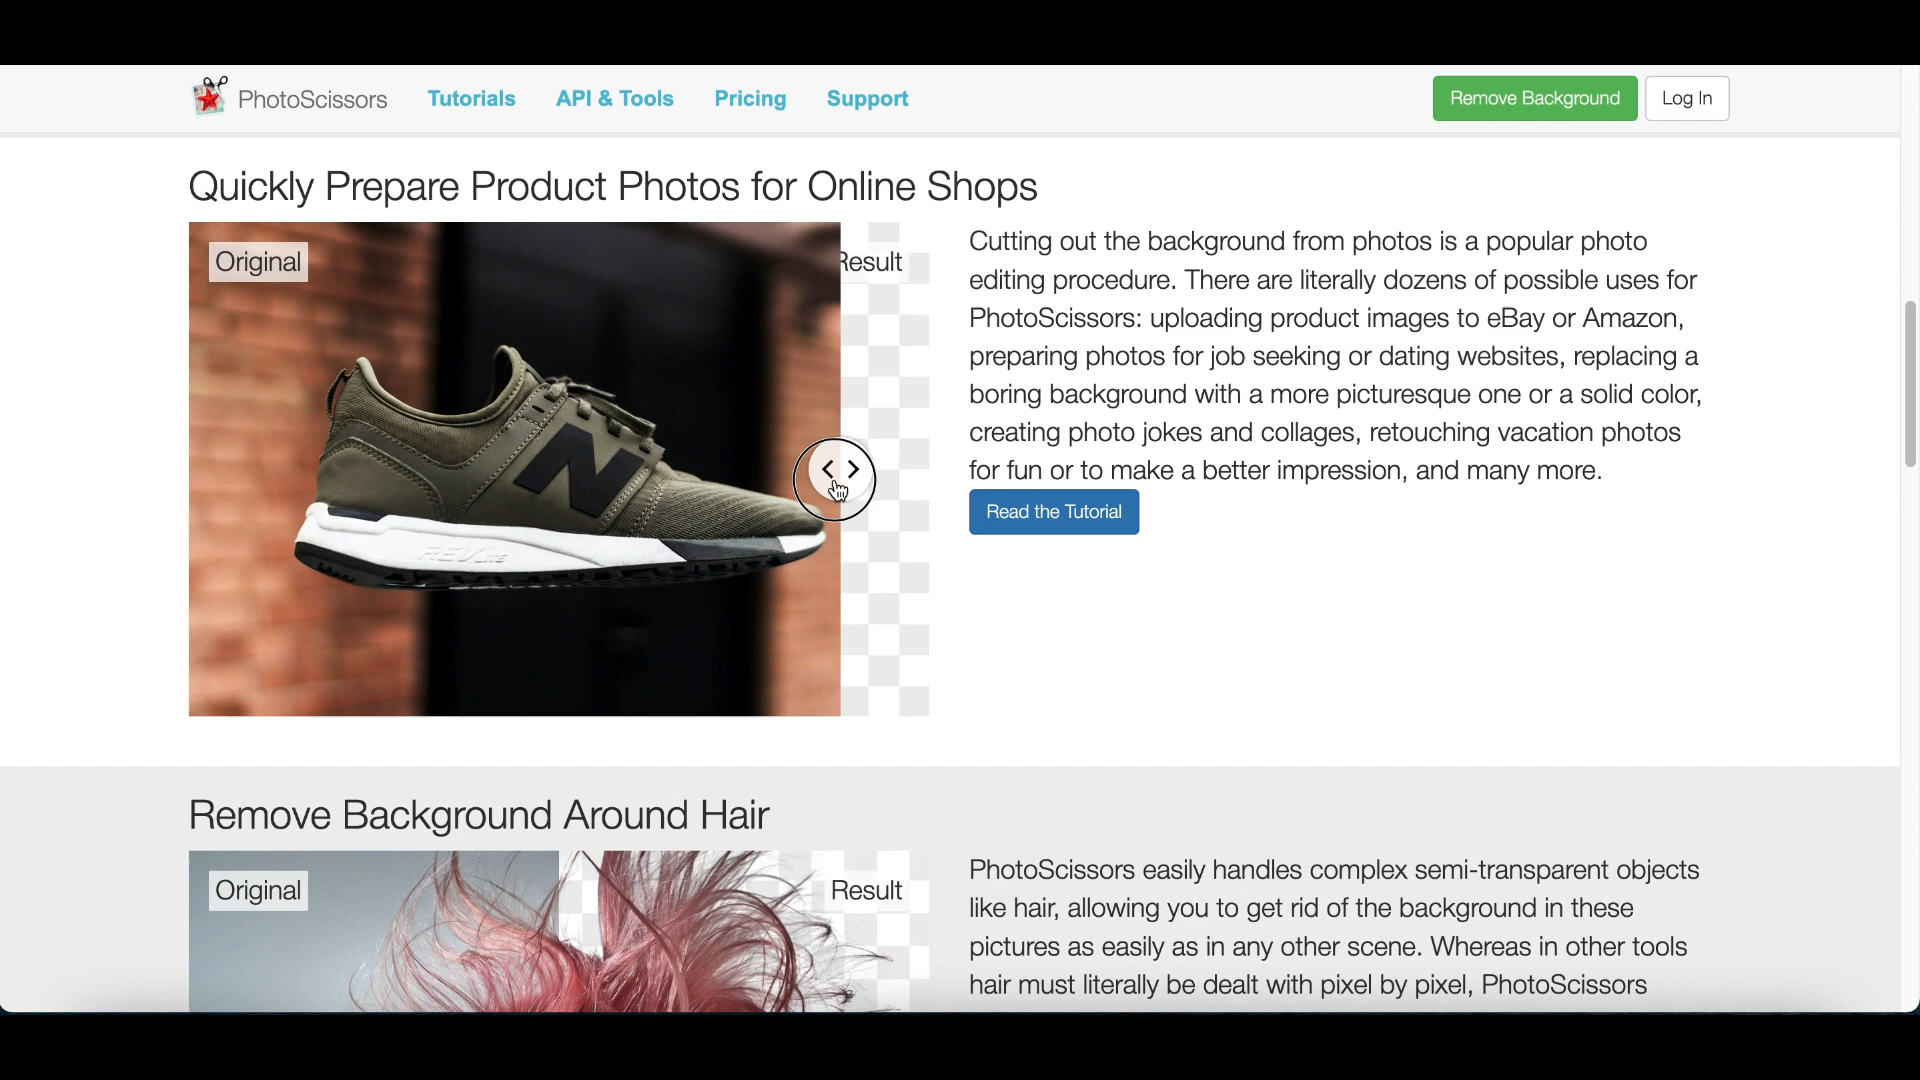 PhotoScissors Tutorials API & Tools Pricing Support Remove Background Log In
Quickly Prepare Product Photos for Online Shops
Original
Result
N
REVLITE
Cutting out the background from photos is a popular photo
editing procedure. There are literally dozens of possible uses for
PhotoScissors: uploading product images to eBay or Amazon,
preparing photos for job seeking or dating websites, replacing a
boring background with a more picturesque one or a solid color,
creating photo jokes and collages, retouching vacation photos
for fun or to make a better impression, and many more.
Read the Tutorial
Remove Background Around Hair
Original
Result
PhotoScissors easily handles complex semi-transparent objects
like hair, allowing you to get rid of the background in these
pictures as easily as in any other scene. Whereas in other tools
hair must literally be dealt with pixel by pixel, PhotoScissors